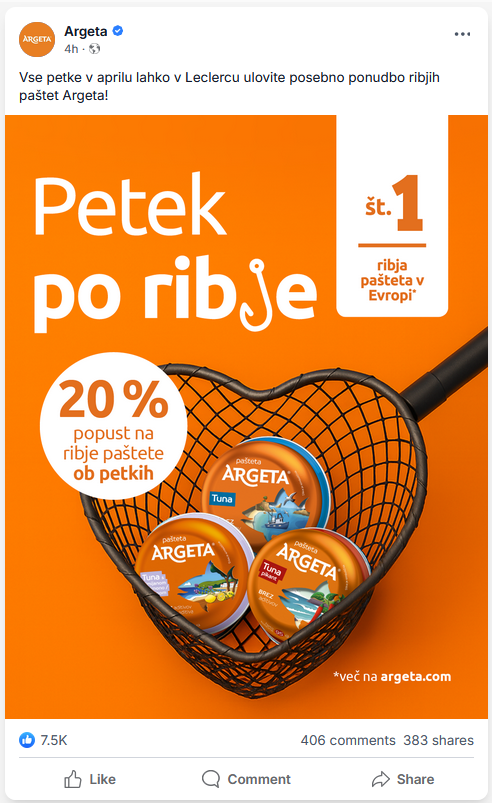 ARGETA
Argeta
4h
Vse petke v aprilu lahko v Leclercu ulovite posebno ponudbo ribjih
paštet Argeta!
Petek
po ribje
št. 1
ribja
pašteta v
Evropi*
20 %
popust na
ribje paštete
ob petkih
pašteta
ARGETA
Tuna
pašteta
ARGETA
Tuna
pašteta
ARGETA
Tuna
pikant
BREZ
*več na argeta.com
7.5K
406 comments 383 shares
Like
Comment
Share